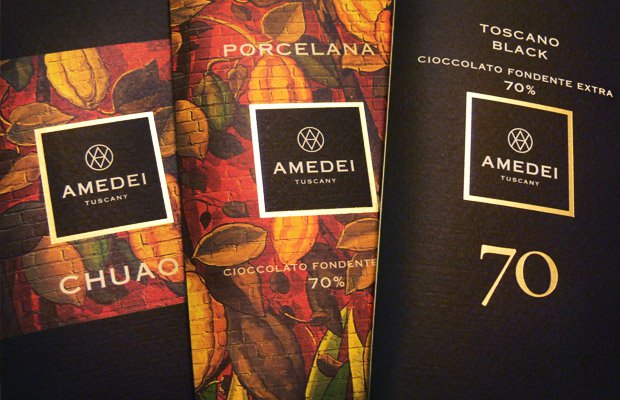 AMEDEI
TUSCANY
CHUAO
PORCELANA
AMEDEI
TUSCANY
CIOCCOLATO FONDENTE
70%
TOSCANO
BLACK
CIOCCOLATO FONDENTE EXTRA
70%
AMEDEI
TUSCANY
70